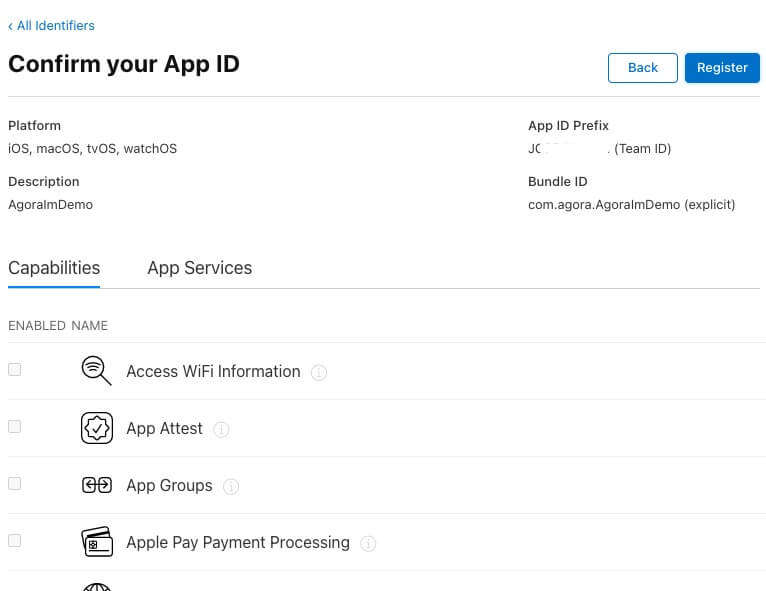 ‹ All Identifiers
Confirm your App ID
Back
Register
Platform
iOS, macOS, tvOS, watchOS
App ID Prefix
(Team ID)
Description
AgoraImDemo
Bundle ID
com.agora.AgoraImDemo (explicit)
Capabilities
App Services
ENABLED NAME
Access WiFi Information
App Attest
App Groups
Apple Pay Payment Processing